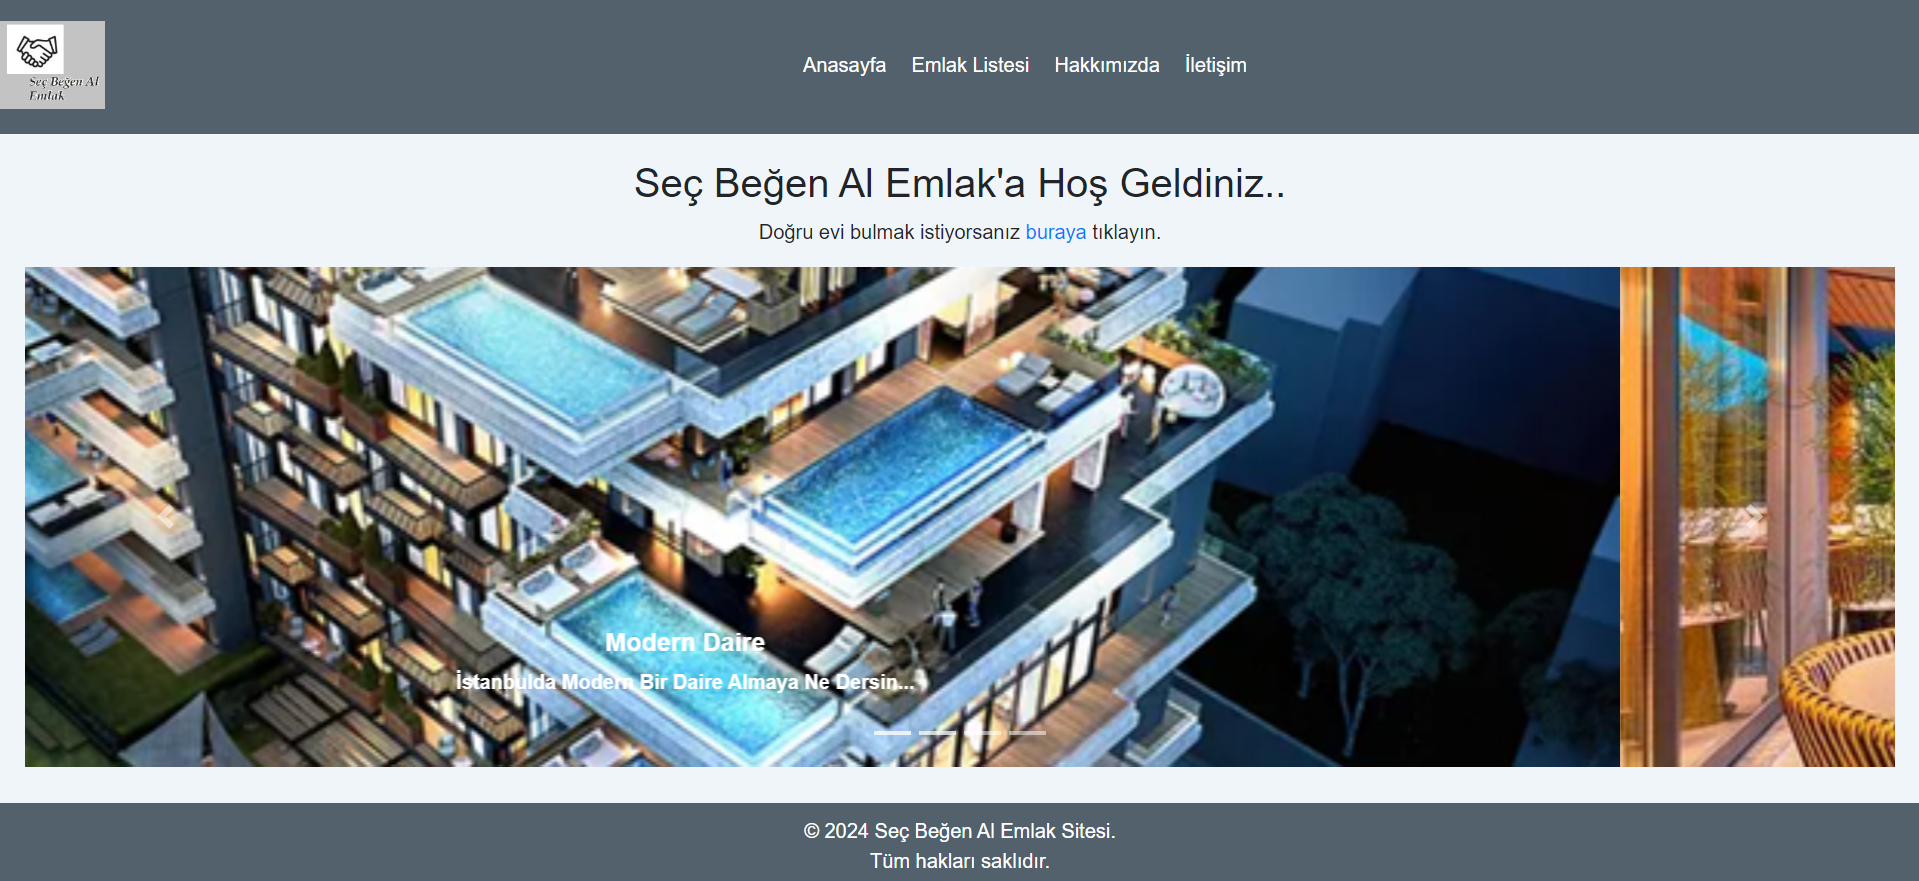 Seç Beğen Al
Emlak
Anasayfa Emlak Listesi Hakkımızda İletişim
Seç Beğen Al Emlak'a Hoş Geldiniz..
Doğru evi bulmak istiyorsanız buraya tıklayın.
Modern Daire
İstanbulda Modern Bir Daire Almaya Ne Dersin...
© 2024 Seç Beğen Al Emlak Sitesi.
Tüm hakları saklıdır.